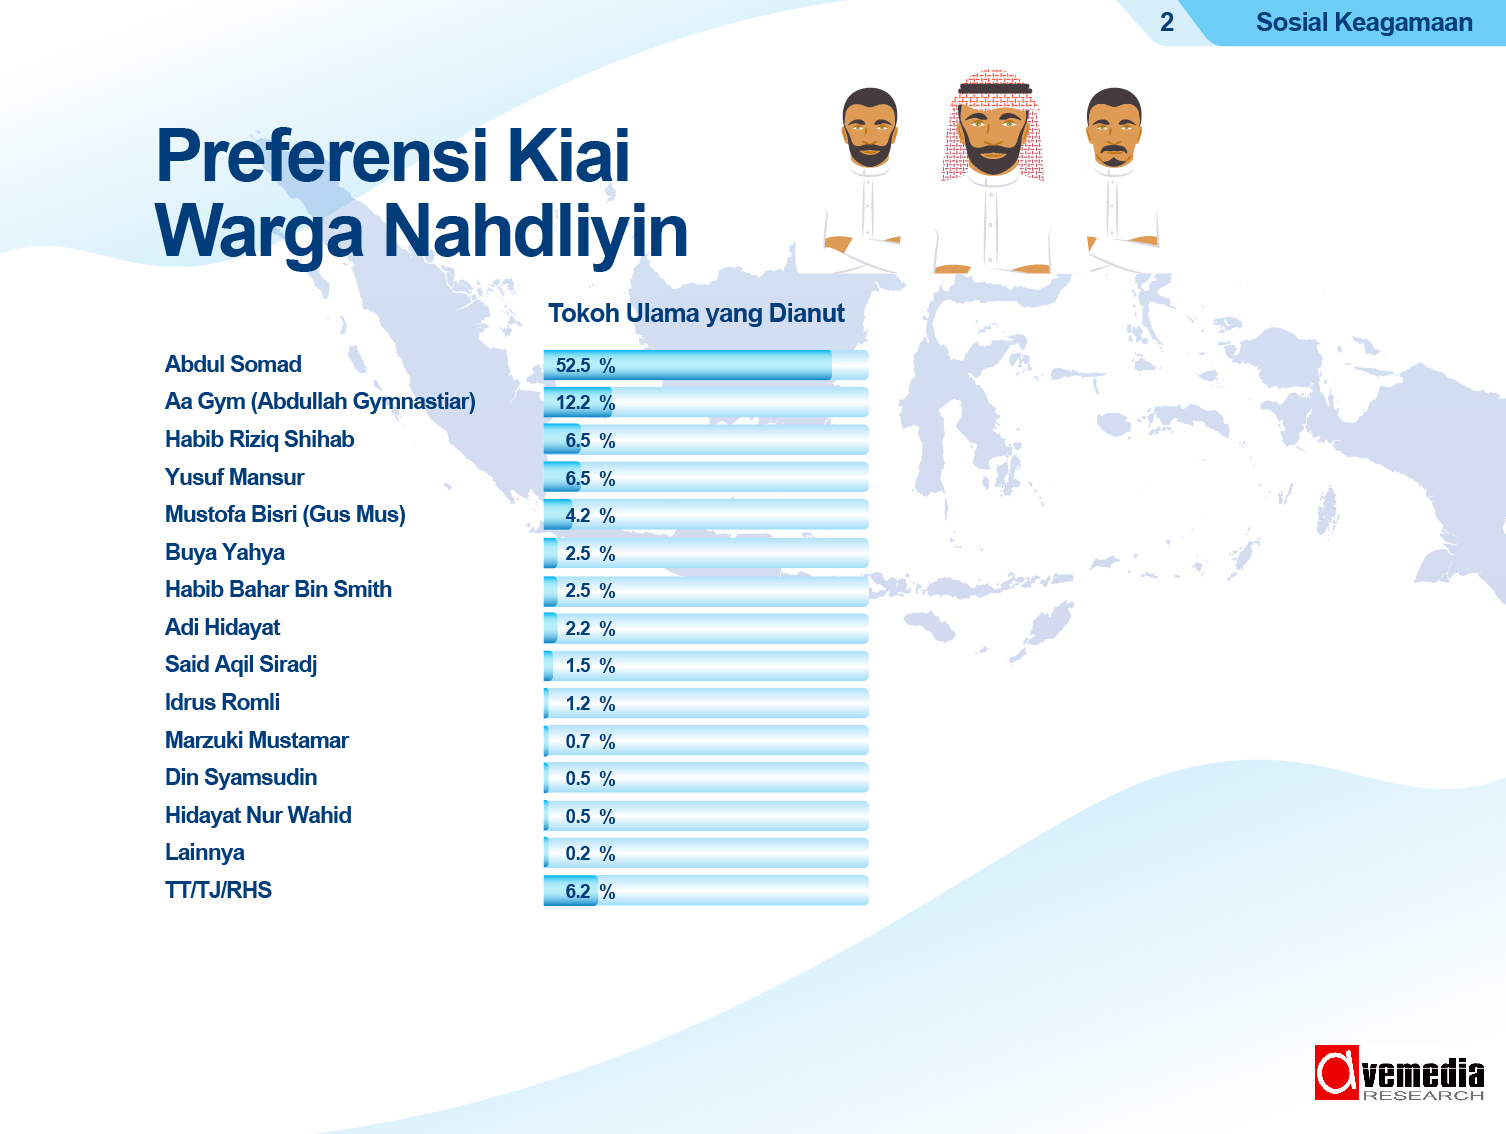 2 Sosial Keagamaan
Preferensi Kiai
Warga Nahdliyin
Tokoh Ulama yang Dianut
Abdul Somad 52.5 %
Aa Gym (Abdullah Gymnastiar) 12.2 %
Habib Riziq Shihab 6.5 %
Yusuf Mansur 6.5 %
Mustofa Bisri (Gus Mus) 4.2 %
Buya Yahya 2.5 %
Habib Bahar Bin Smith 2.5 %
Adi Hidayat 2.2 %
Said Aqil Siradj 1.5 %
Idrus Romli 1.2 %
Marzuki Mustamar 0.7 %
Din Syamsudin 0.5 %
Hidayat Nur Wahid 0.5 %
Lainnya 0.2 %
TT/TJ/RHS 6.2 %
avemedia
RESEARCH